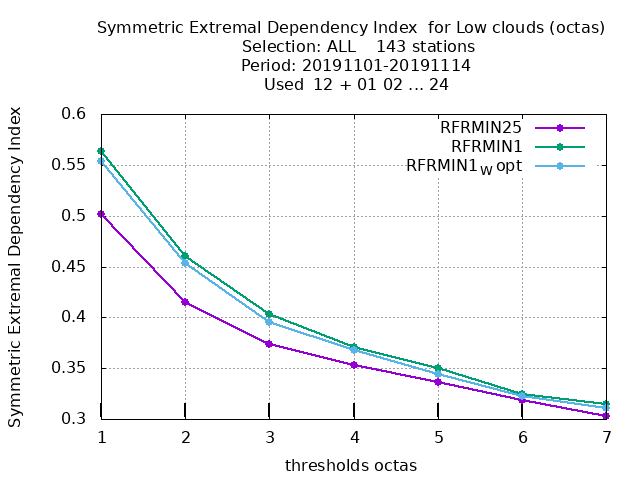 Symmetric Extremal Dependency Index  for Low clouds (octas)
Selection: ALL    143 stations
Period: 20191101-20191114
Used  12 + 01 02 ... 24
Symmetric Extremal Dependency Index
0.6
0.55
0.5
0.45
0.4
0.35
0.3
RFRMIN25
RFRMIN1
RFRMIN1W opt
1 2 3 4 5 6 7
thresholds octas